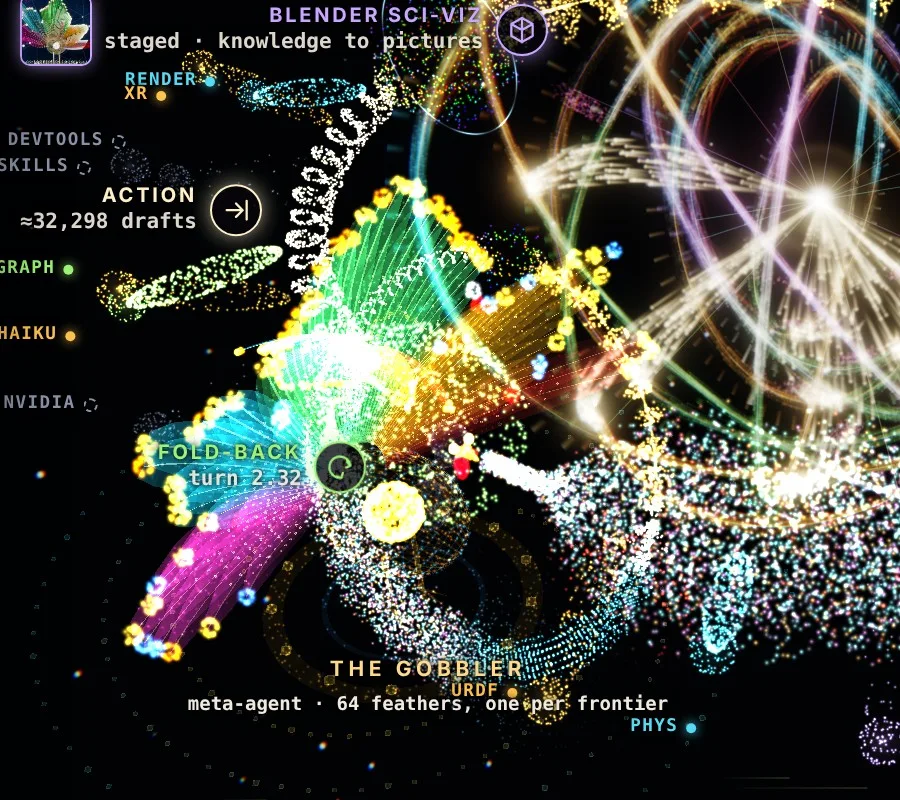 BLENDER SCI-VIZ
staged · knowledge to pictures
RENDER
XR
DEVTOOLS
SKILLS
ACTION
≈32,298 drafts
GRAPH
HAIKU
NVIDIA
FOLD-BACK
turn 2.32
THE GOBBLER
URDF
meta-agent · 64 feathers, one per frontier
PHYS